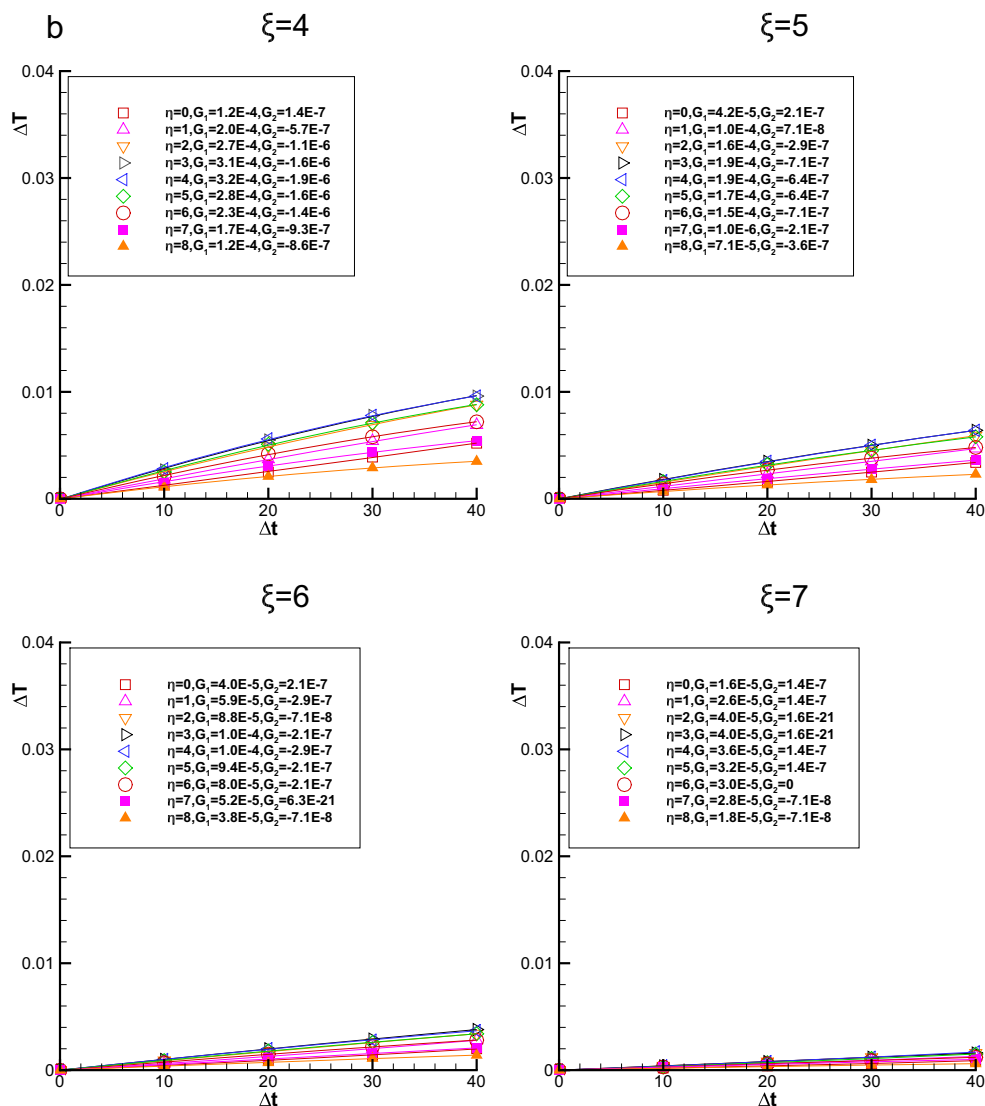 b
ξ=4
ΔT
0.04
0.03
0.02
0.01
0
η=0,G₁=1.2E-4,G₂=1.4E-7
η=1,G₁=2.0E-4,G₂=-5.7E-7
η=2,G₁=2.7E-4,G₂=-1.1E-6
η=3,G₁=3.1E-4,G₂=-1.6E-6
η=4,G₁=3.2E-4,G₂=-1.9E-6
η=5,G₁=2.8E-4,G₂=-1.6E-6
η=6,G₁=2.3E-4,G₂=-1.4E-6
η=7,G₁=1.7E-4,G₂=-9.3E-7
η=8,G₁=1.2E-4,G₂=-8.6E-7
0 10 20 30 40
Δt
ξ=5
ΔT
0.04
0.03
0.02
0.01
0
η=0,G₁=4.2E-5,G₂=2.1E-7
η=1,G₁=1.0E-4,G₂=7.1E-8
η=2,G₁=1.6E-4,G₂=-2.9E-7
η=3,G₁=1.9E-4,G₂=-7.1E-7
η=4,G₁=1.9E-4,G₂=-6.4E-7
η=5,G₁=1.7E-4,G₂=-6.4E-7
η=6,G₁=1.5E-4,G₂=-7.1E-7
η=7,G₁=1.0E-6,G₂=-2.1E-7
η=8,G₁=7.1E-5,G₂=-3.6E-7
0 10 20 30 40
Δt
ξ=6
ΔT
0.04
0.03
0.02
0.01
0
η=0,G₁=4.0E-5,G₂=2.1E-7
η=1,G₁=5.9E-5,G₂=-2.9E-7
η=2,G₁=8.8E-5,G₂=-7.1E-8
η=3,G₁=1.0E-4,G₂=-2.1E-7
η=4,G₁=1.0E-4,G₂=-2.9E-7
η=5,G₁=9.4E-5,G₂=-2.1E-7
η=6,G₁=8.0E-5,G₂=-2.1E-7
η=7,G₁=5.2E-5,G₂=6.3E-21
η=8,G₁=3.8E-5,G₂=-7.1E-8
0 10 20 30 40
Δt
ξ=7
ΔT
0.04
0.03
0.02
0.01
0
η=0,G₁=1.6E-5,G₂=1.4E-7
η=1,G₁=2.6E-5,G₂=1.4E-7
η=2,G₁=4.0E-5,G₂=1.6E-21
η=3,G₁=4.0E-5,G₂=1.6E-21
η=4,G₁=3.6E-5,G₂=1.4E-7
η=5,G₁=3.2E-5,G₂=1.4E-7
η=6,G₁=3.0E-5,G₂=0
η=7,G₁=2.8E-5,G₂=-7.1E-8
η=8,G₁=1.8E-5,G₂=-7.1E-8
0 10 20 30 40
Δt